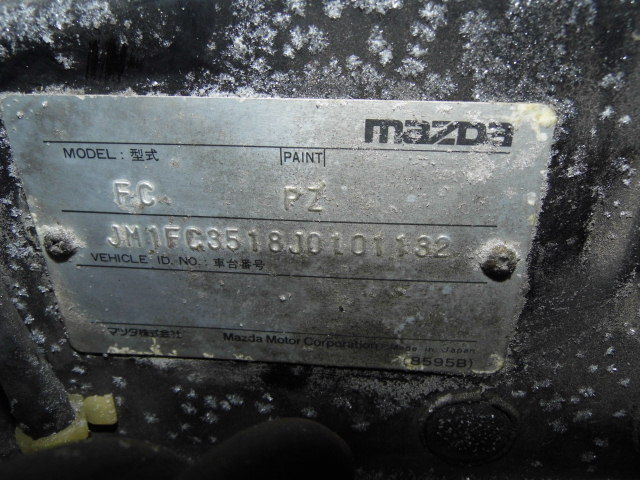 mazda
MODEL : 型式 PAINT
FC PZ
JM1FC3518J0101132
VEHICLE ID. NO. : 車台番号
マツダ株式会社 Mazda Motor Corporation Made in Japan
(8595B)